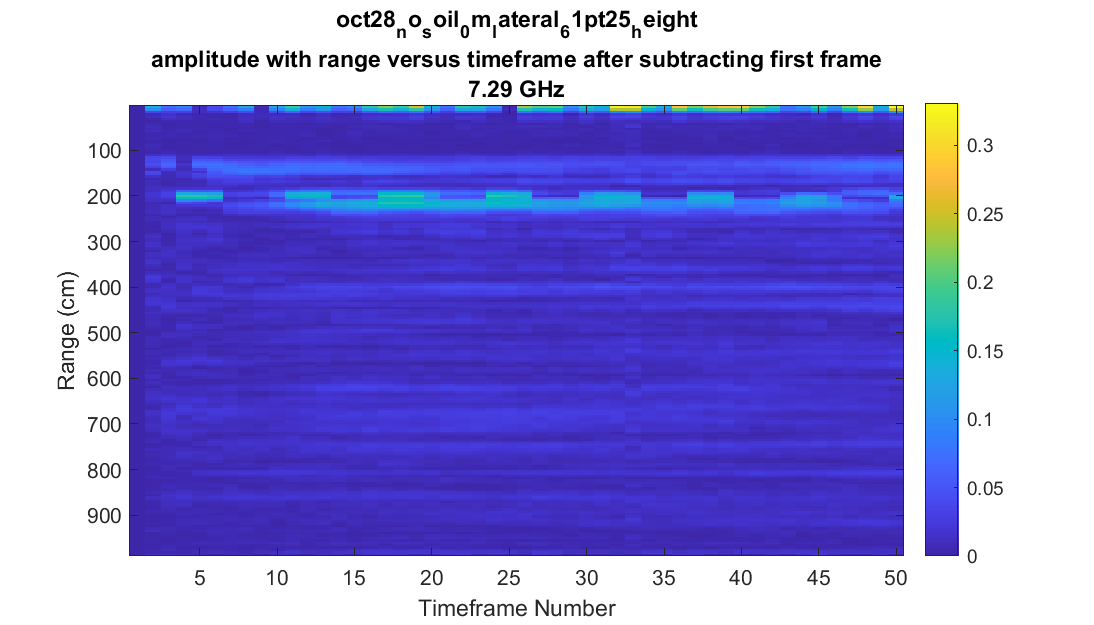 oct28nosoil0mlateral61pt25height
amplitude with range versus timeframe after subtracting first frame
7.29 GHz
Range (cm)
100
200
300
400
500
600
700
800
900
5 10 15 20 25 30 35 40 45 50
Timeframe Number
0.3
0.25
0.2
0.15
0.1
0.05
0